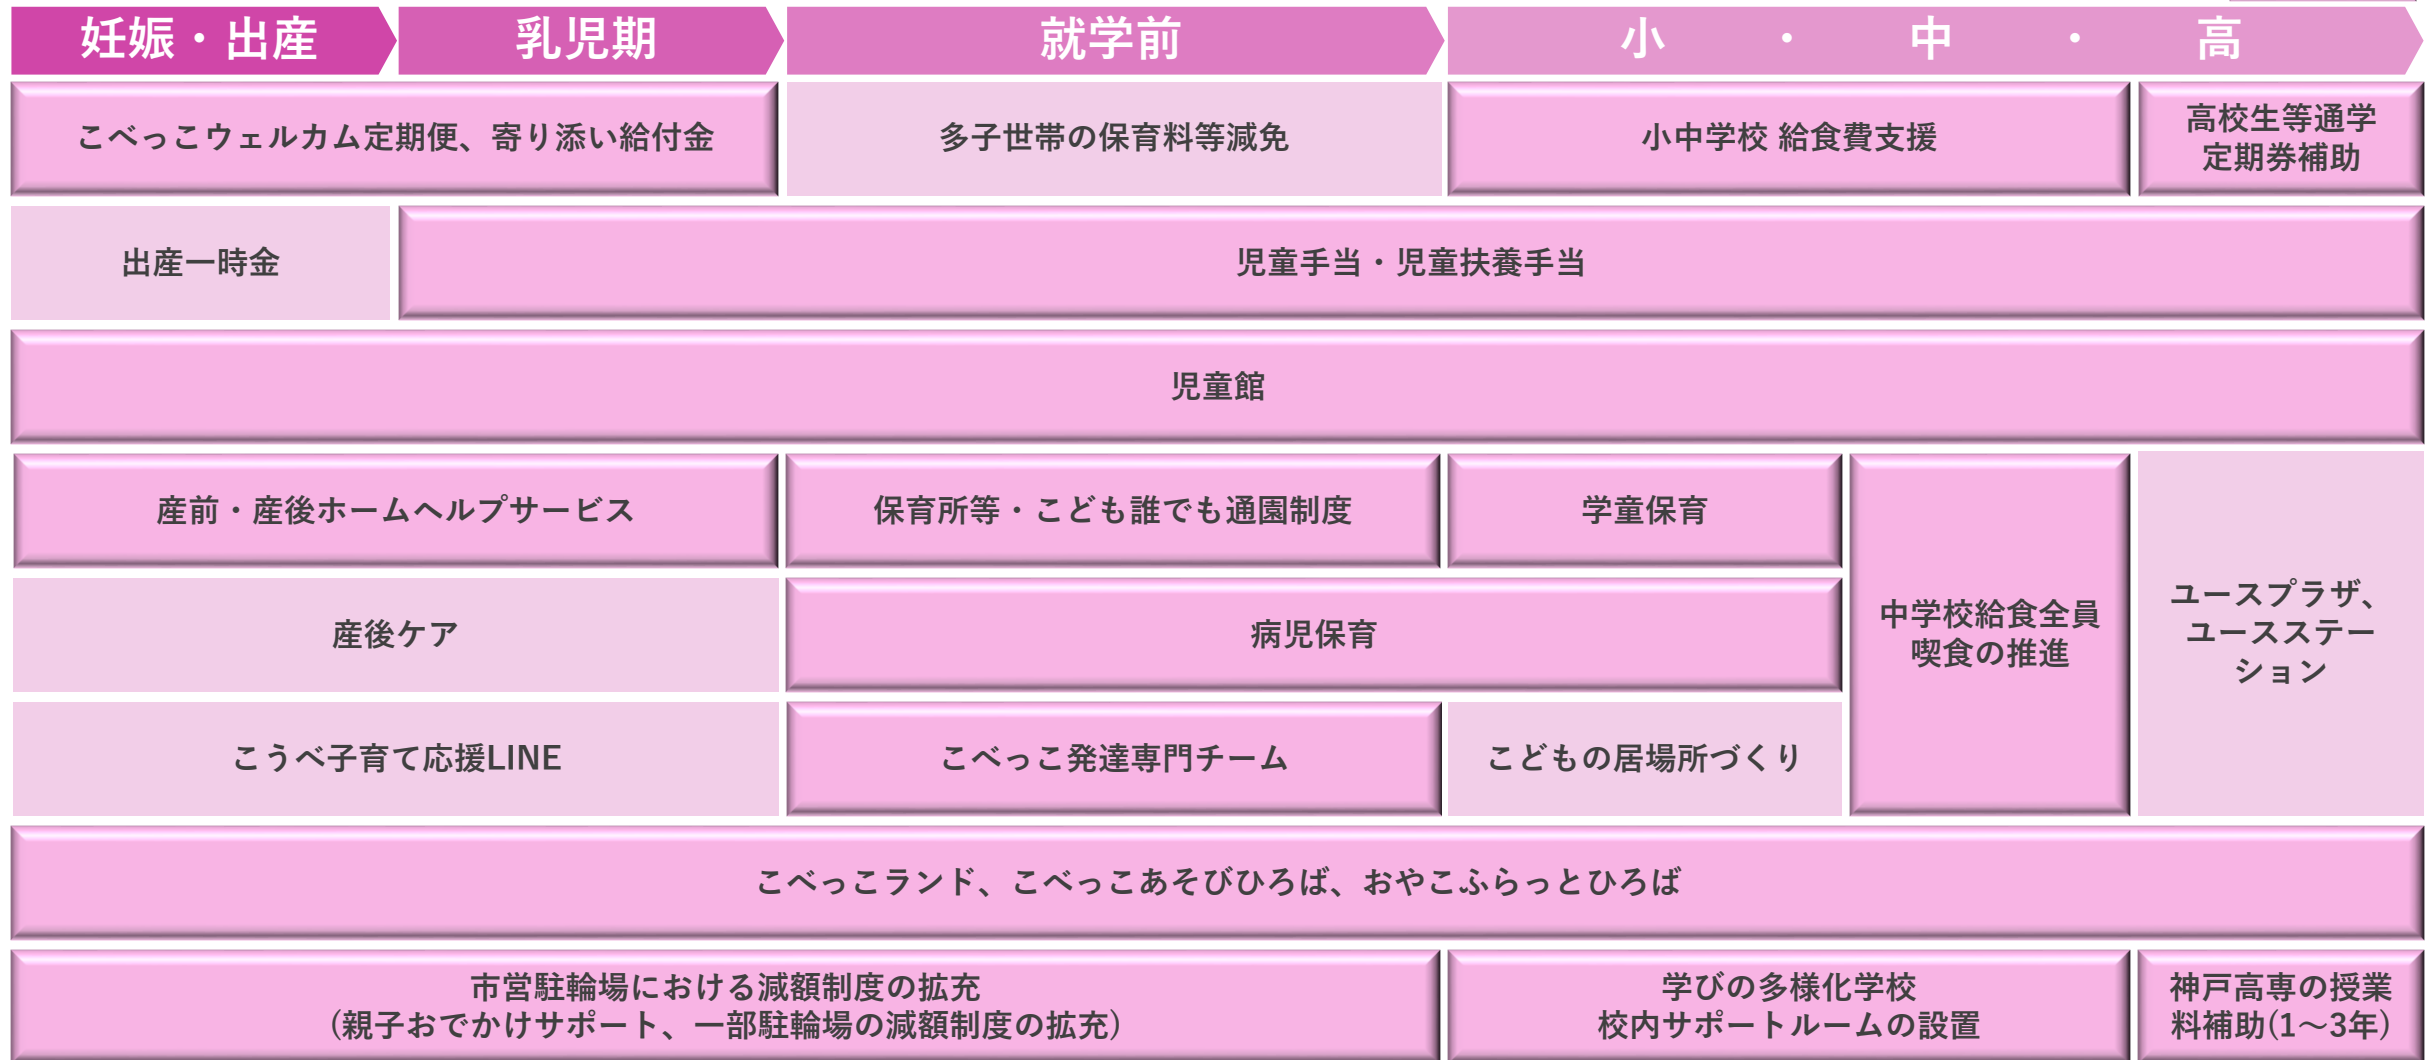 妊娠・出産
乳児期
就学前
小・中・高
こべっこウェルカム定期便、寄り添い給付金
多子世帯の保育料等減免
小中学校 給食費支援
高校生等通学
定期券補助
出産一時金
児童手当・児童扶養手当
児童館
産前・産後ホームヘルプサービス
保育所等・こども誰でも通園制度
学童保育
中学校給食全員
喫食の推進
ユースプラザ、
ユースステー
ション
産後ケア
病児保育
こうべ子育て応援LINE
こべっこ発達専門チーム
こどもの居場所づくり
こべっこランド、こべっこあそびひろば、おやこふらっとひろば
市営駐輪場における減額制度の拡充
(親子おでかけサポート、一部駐輪場の減額制度の拡充)
学びの多様化学校
校内サポートルームの設置
神戸高専の授業
料補助(1～3年)